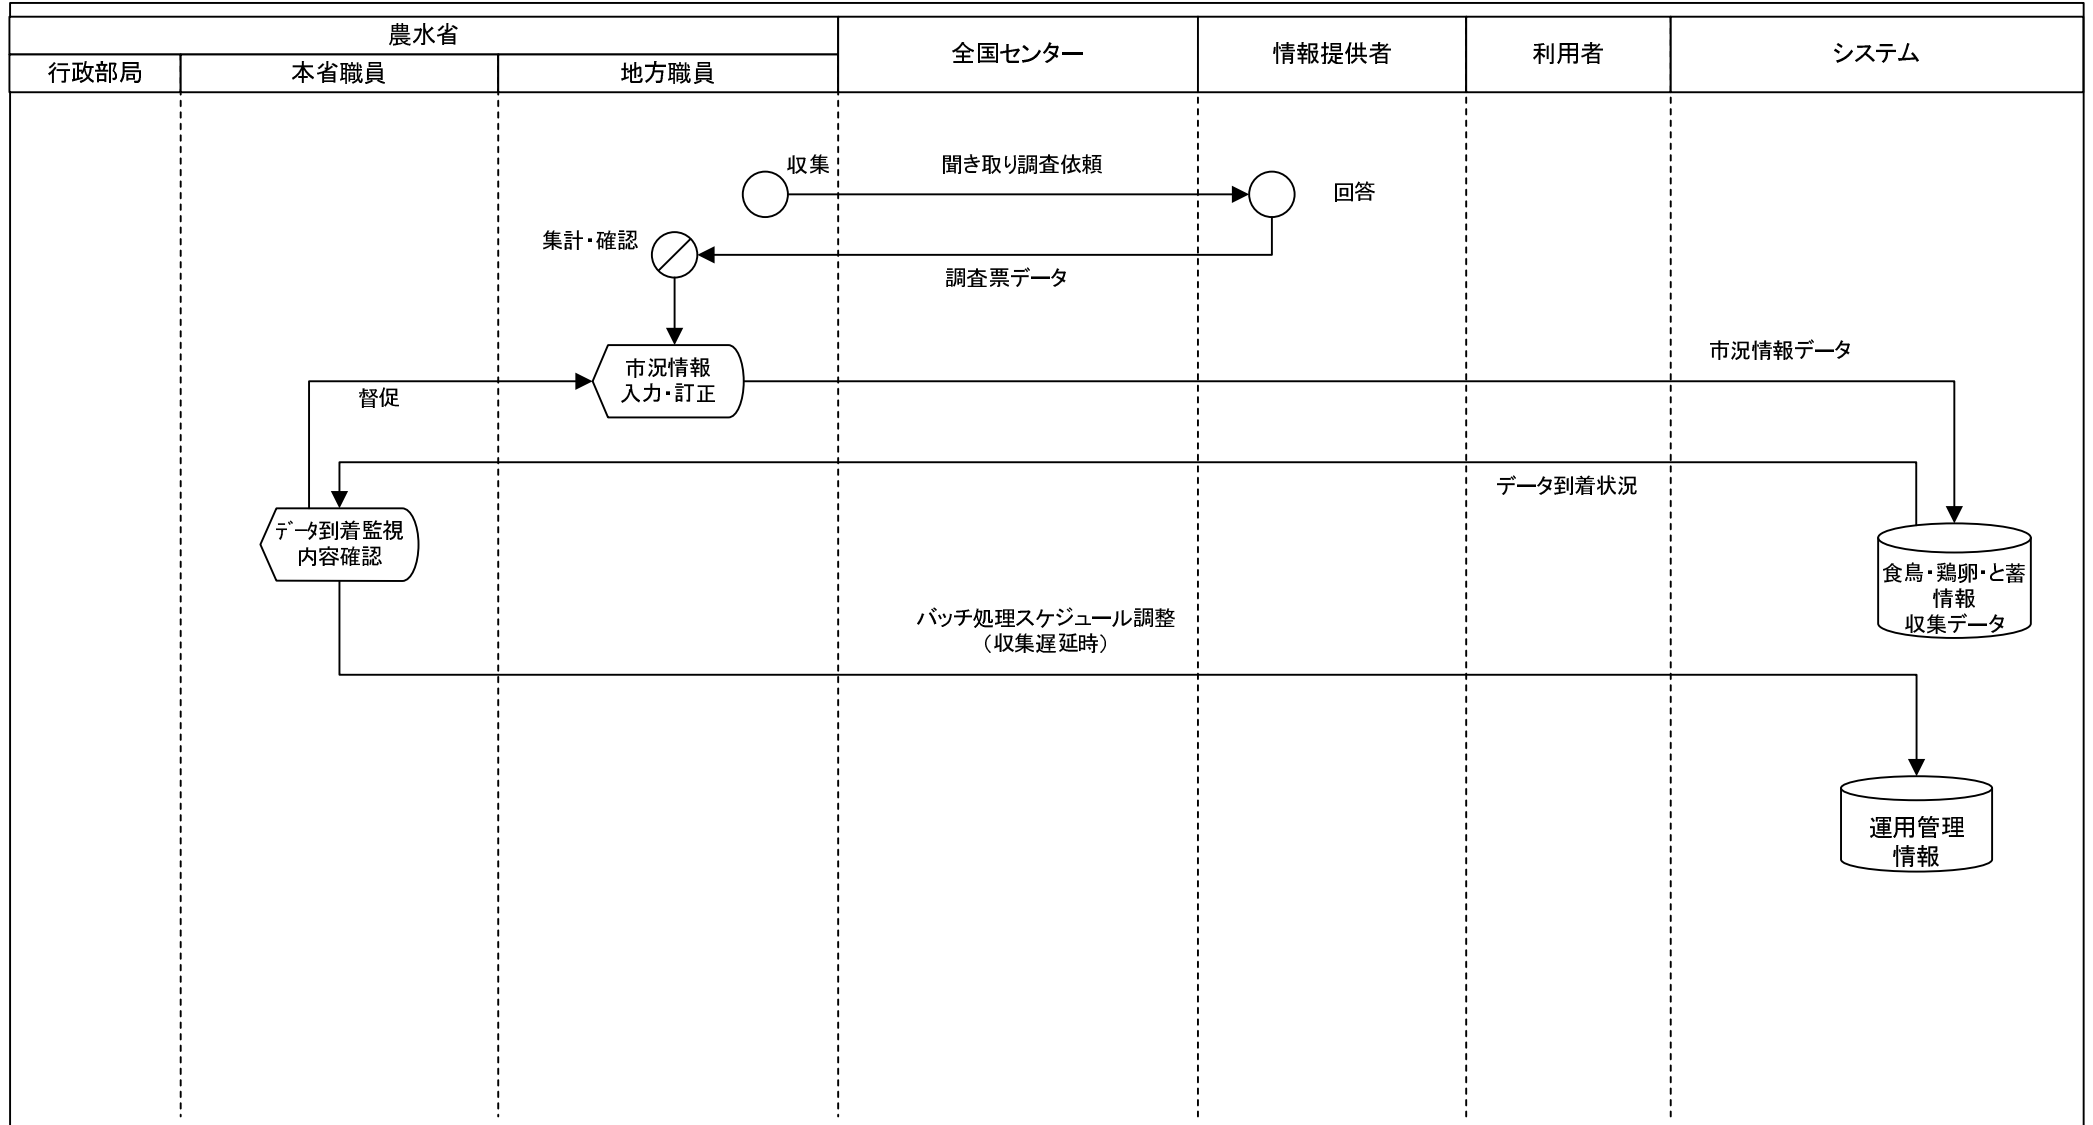 農水省
全国センター
情報提供者
利用者
システム
行政部局
本省職員
地方職員
収集
聞き取り調査依頼
回答
集計・確認
調査票データ
市況情報
入力・訂正
市況情報データ
督促
データ到着状況
データ到着監視
内容確認
食鳥・鶏卵・と蓄
情報
収集データ
バッチ処理スケジュール調整
（収集遅延時）
運用管理
情報